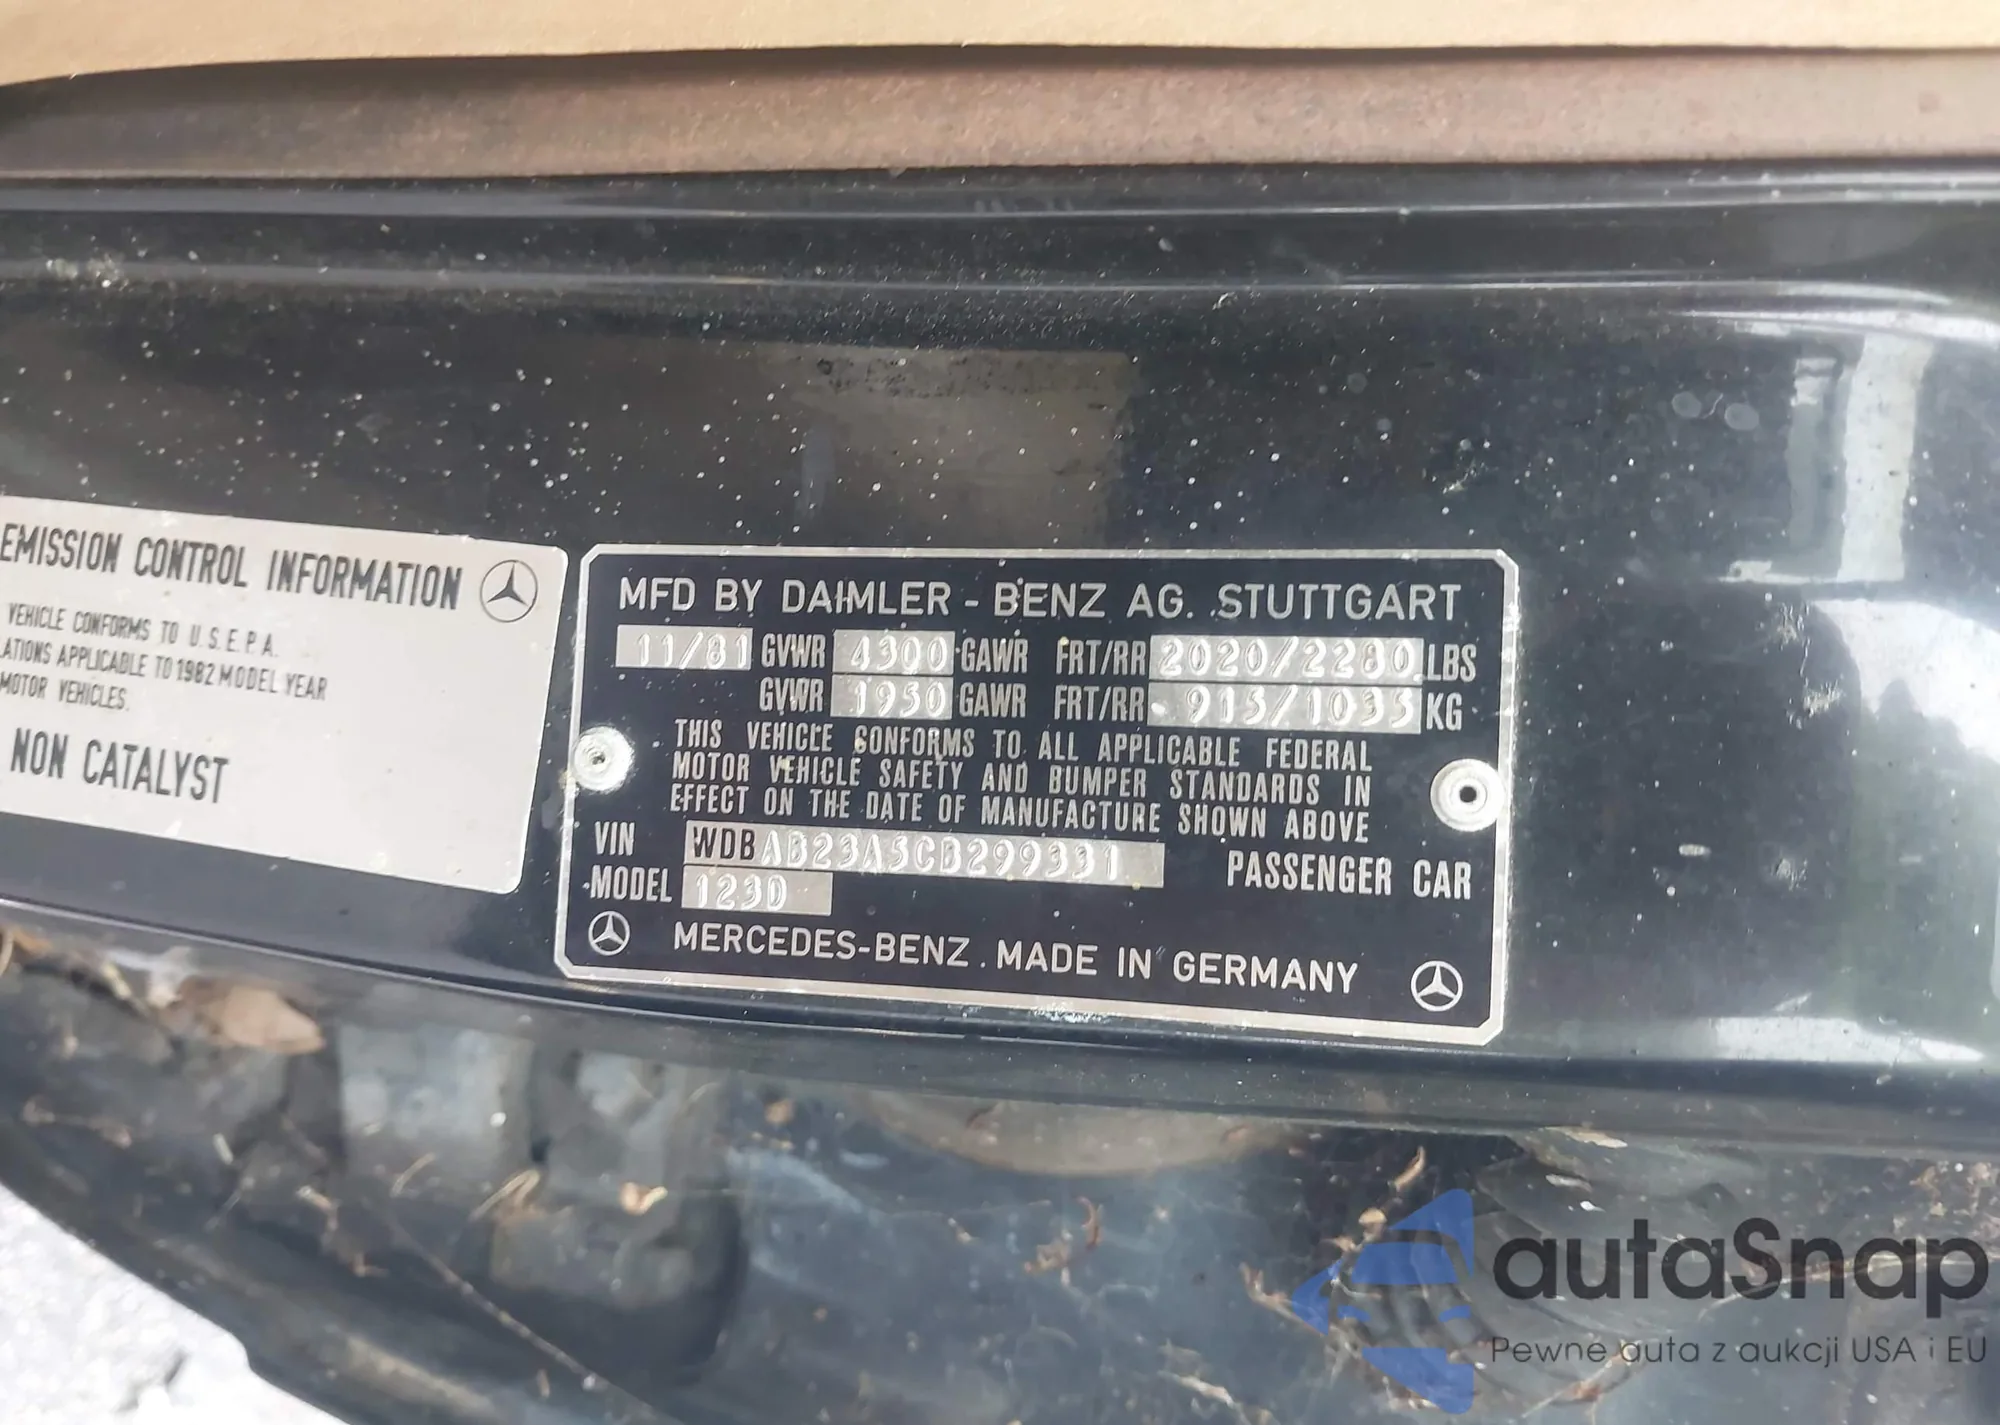 EMISSION CONTROL INFORMATION
VEHICLE CONFORMS TO U.S.E.P.A.
LATIONS APPLICABLE TO 1982 MODEL YEAR
MOTOR VEHICLES.
NON CATALYST
MFD BY DAIMLER - BENZ AG. STUTTGART
11/81 GVWR 4300 GAWR FRT/RR 2020/2280 LBS
GVWR 1950 GAWR FRT/RR 915/1035 KG
THIS VEHICLE CONFORMS TO ALL APPLICABLE FEDERAL
MOTOR VEHICLE SAFETY AND BUMPER STANDARDS IN
EFFECT ON THE DATE OF MANUFACTURE SHOWN ABOVE
VIN WDBAB23A5CB299331 PASSENGER CAR
MODEL 123D
MERCEDES-BENZ. MADE IN GERMANY
autaSnap
Pewne auta z aukcji USA i EU